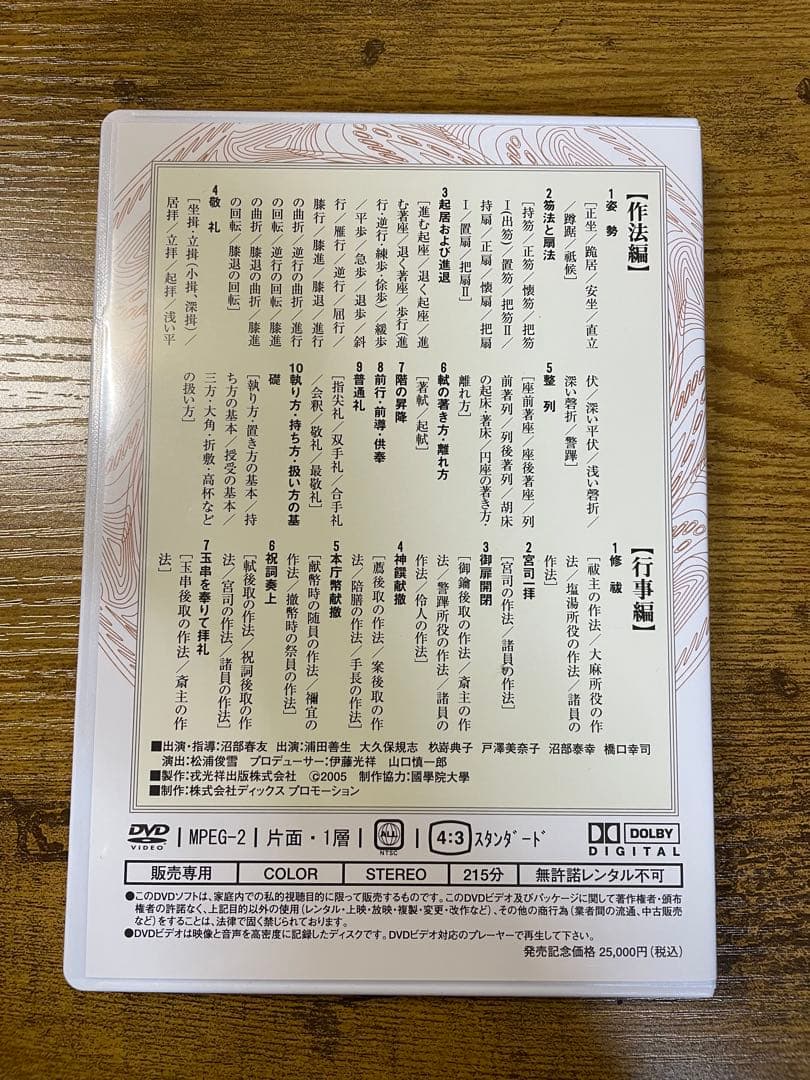 【作法編】
1姿　勢
［正坐／跪居／安坐／直立
／蹲踞／祗候］
2笏法と扇法
［持笏／正笏／懐笏／把笏
Ⅰ（出笏）／置笏／把笏Ⅱ／
持扇／正扇／懐扇／把扇
Ⅰ／置扇／把扇Ⅱ］
3起居および進退
［進む起座／退く起座／進
む著座／退く著座／歩行（進
行・逆行・練歩・徐歩）／緩歩
／平歩／急歩／退歩／斜
行／雁行／逆行／屈行／
膝行／膝進／膝退／進行
の曲折／逆行の曲折／進行
の回転／逆行の回転／膝進
の曲折／膝退の曲折／膝進
の回転／膝退の回転］
4敬　礼
［坐揖・立揖（小揖、深揖）／
居拝／立拝／起拝／浅い平
伏／深い平伏／浅い磬折／
深い磬折／警蹕］
5整　列
［座前著座／座後著座／列
前著列／列後著列／胡床
の起床・著床／円座の著き方・
離れ方］
6軾の著き方・離れ方
［著軾／起軾］
7階の昇降
8前行・前導・供奉
9普通礼
［指尖礼／双手礼／合手礼
／会釈／敬礼／最敬礼］
10執り方・持ち方・扱い方の基
礎
［執り方・置き方の基本／持
ち方の基本／授受の基本／
三方・大角・折敷・高杯など
の扱い方］
【行事編】
1修　祓
［祓主の作法／大麻所役の作
法／塩湯所役の作法／諸員の
作法］
2宮司一拝
［宮司の作法／諸員の作法］
3御扉開閉
［御鑰後取の作法／斎主の作
法／警蹕所役の作法／諸員の
作法／伶人の作法］
4神饌献撤
［薦後取の作法／案後取の作
法／陪膳の作法／手長の作法］
5本庁幣献撤
［献幣時の随員の作法／禰宜の
作法／撤幣時の祭員の作法］
6祝詞奏上
［軾後取の作法／祝詞後取の作
法／宮司の作法／諸員の作法］
7玉串を奉りて拝礼
［玉串後取の作法／斎主の作
法］
■出演・指導：沼部春友　出演：浦田善生　大久保規志　杦嵜典子　戸澤美奈子　沼部泰幸　橋口幸司
演出：松浦俊雪　プロデューサー：伊藤光祥　山口慎一郎
■製作：戎光祥出版株式会社　Ⓒ2005　制作協力：國學院大學
■制作：株式会社ディックス プロモーション
DVD VIDEO｜MPEG-2｜片面・1層｜ALL NTSC｜4:3 スタンダード　DOLBY DIGITAL
販売専用　COLOR　STEREO　215分　無許諾レンタル不可
●このDVDソフトは、家庭内での私的視聴目的に限って販売するものです。このDVDビデオ及びパッケージに関して著作権者・頒布
権者の許諾なく、上記目的以外の使用（レンタル・上映・放映・複製・変更・改作など）、その他の商行為（業者間の流通、中古販売
など）をすることは、法律で固く禁じられております。
●DVDビデオは映像と音声を高密度に記録したディスクです。DVDビデオ対応のプレーヤーで再生して下さい。
発売記念価格 25,000円（税込）